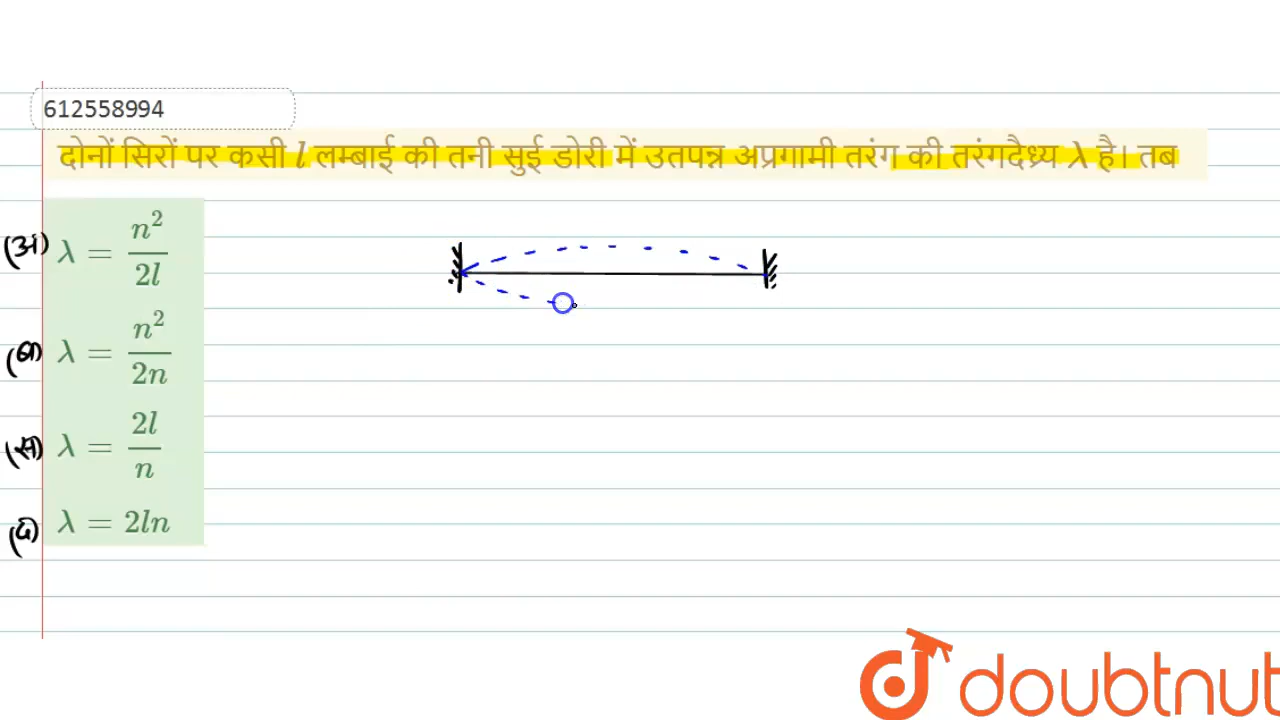 612558994
दोनों सिरों पर कसी l लम्बाई की तनी सुई डोरी में उतपन्न अप्रगामी तरंग की तरंगदैध्र्य λ है। तब
(अ) λ = n²/2l
(ब) λ = n²/2n
(स) λ = 2l/n
(द) λ = 2ln
doubtnut